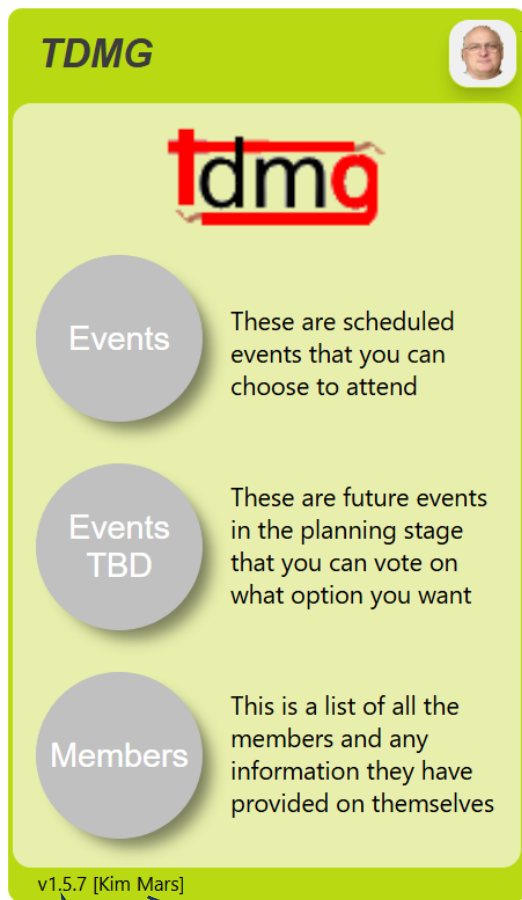 TDMG
tdmg
Events
These are scheduled
events that you can
choose to attend
Events
TBD
These are future events
in the planning stage
that you can vote on
what option you want
Members
This is a list of all the
members and any
information they have
provided on themselves
v1.5.7 [Kim Mars]